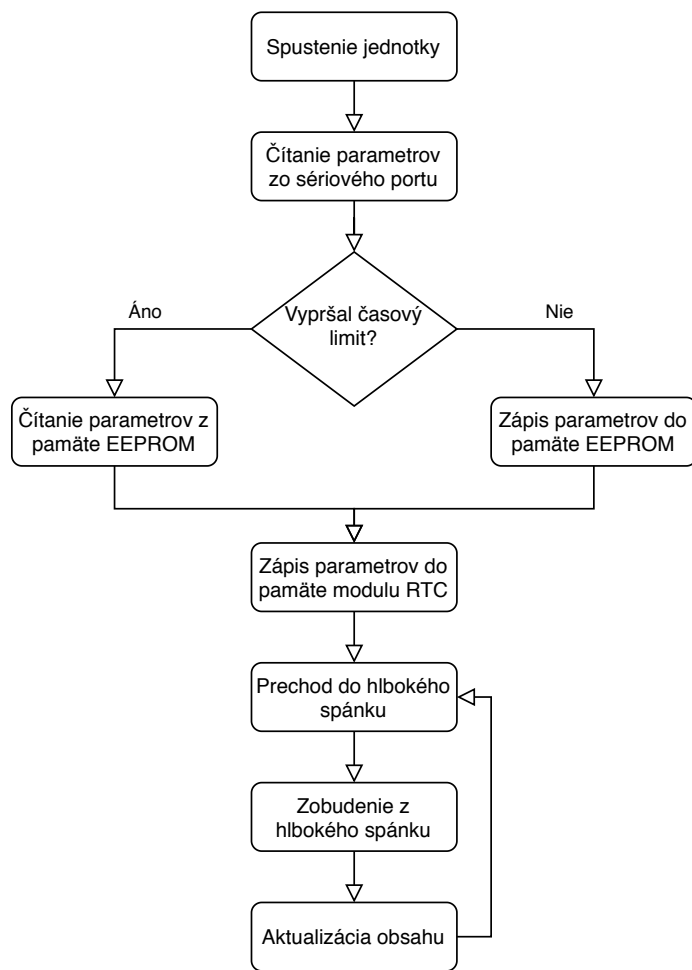 Spustenie jednotky
Čítanie parametrov
zo sériového portu
Vypršal časový
limit?
Áno
Nie
Čítanie parametrov z
pamäte EEPROM
Zápis parametrov do
pamäte EEPROM
Zápis parametrov do
pamäte modulu RTC
Prechod do hlbokého
spánku
Zobudenie z
hlbokého spánku
Aktualizácia obsahu